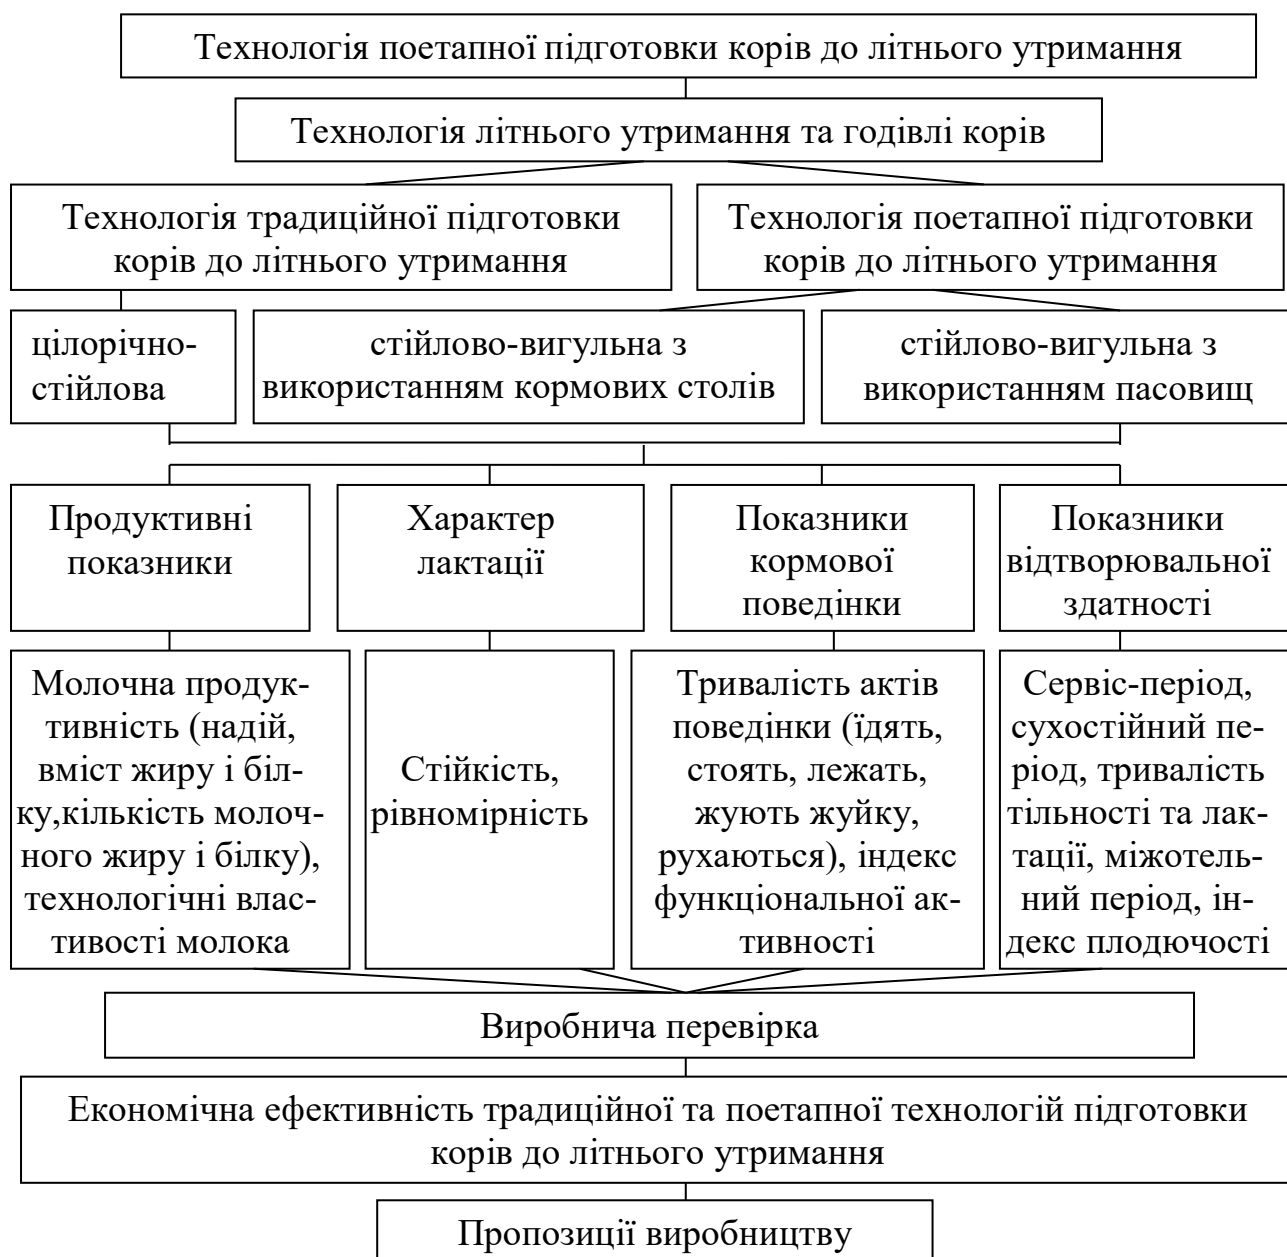 Технологія поетапної підготовки корів до літнього утримання
Технологія літнього утримання та годівлі корів
Технологія традиційної підготовки
корів до літнього утримання
Технологія поетапної підготовки
корів до літнього утримання
цілорічно-
стійлова
стійлово-вигульна з
використанням кормових столів
стійлово-вигульна з
використанням пасовищ
Продуктивні
показники
Характер
лактації
Показники
кормової
поведінки
Показники
відтворювальної
здатності
Молочна продук-
тивність (надій,
вміст жиру і біл-
ку,кількість молоч-
ного жиру і білку),
технологічні влас-
тивості молока
Стійкість,
рівномірність
Тривалість актів
поведінки (їдять,
стоять, лежать,
жують жуйку,
рухаються), індекс
функціональної ак-
тивності
Сервіс-період,
сухостійний пе-
ріод, тривалість
тільності та лак-
тації, міжотель-
ний період, ін-
декс плодючості
Виробнича перевірка
Економічна ефективність традиційної та поетапної технологій підготовки
корів до літнього утримання
Пропозиції виробництву